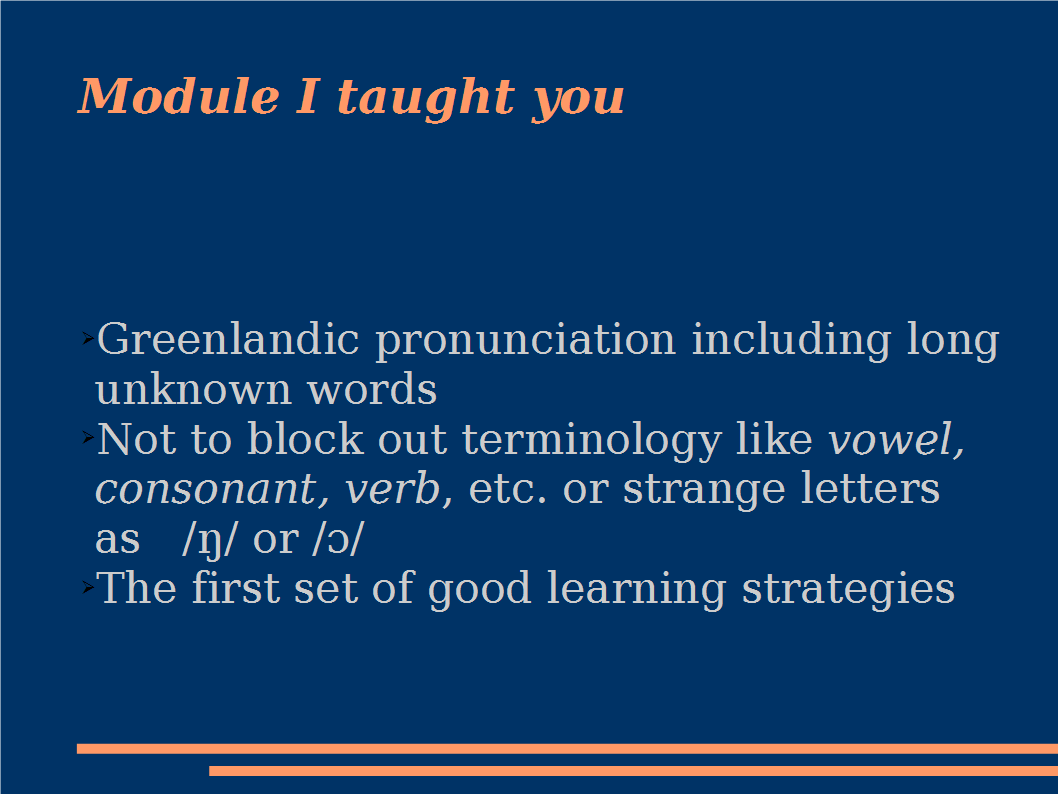 Module I taught you
➢Greenlandic pronunciation including long
unknown words
➢Not to block out terminology like vowel,
consonant, verb, etc. or strange letters
as /ŋ/ or /ɔ/
➢The first set of good learning strategies